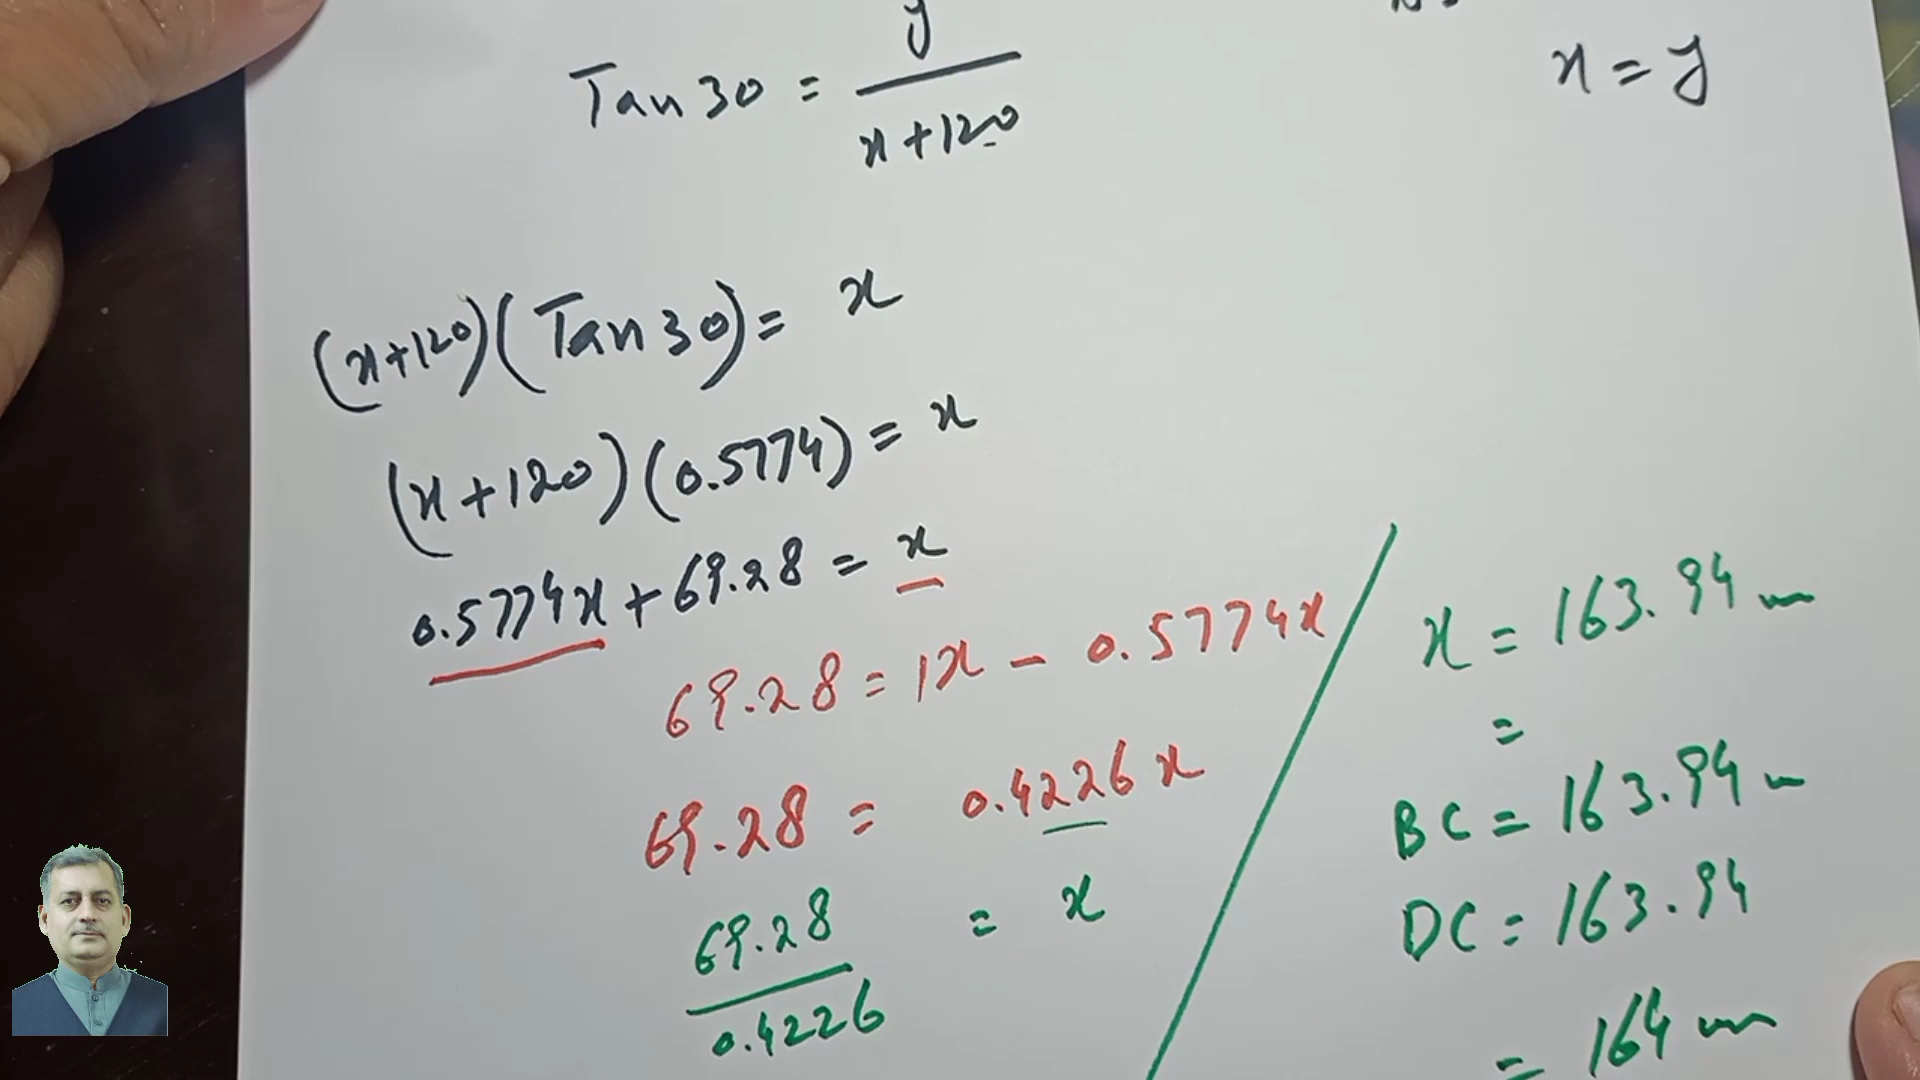 Tan 30 = y / x+120
x = y
(x+120)(Tan 30) = x
(x+120)(0.5774) = x
0.5774x + 69.28 = x
69.28 = 1x - 0.5774x
69.28 = 0.4226x
69.28 / 0.4226 = x
x = 163.94 m
=
BC = 163.94 m
DC = 163.94
= 164 m